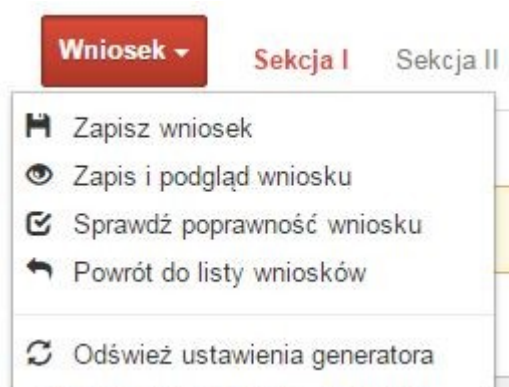 Wniosek Sekcja I Sekcja II
Zapisz wniosek
Zapis i podgląd wniosku
Sprawdź poprawność wniosku
Powrót do listy wniosków
Odśwież ustawienia generatora